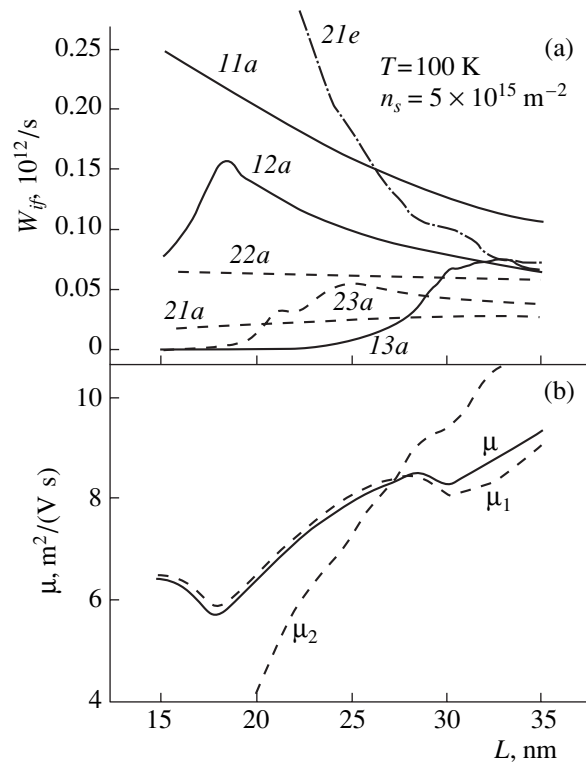 0.25
0.20
0.15
0.10
0.05
0
W_if, 10^12/s
21e
(a)
T = 100 K
n_s = 5 × 10^15 m^−2
11a
12a
22a
23a
21a
13a
10
8
6
4
μ, m^2/(V s)
(b)
μ
μ_1
μ_2
15 20 25 30 35
L, nm